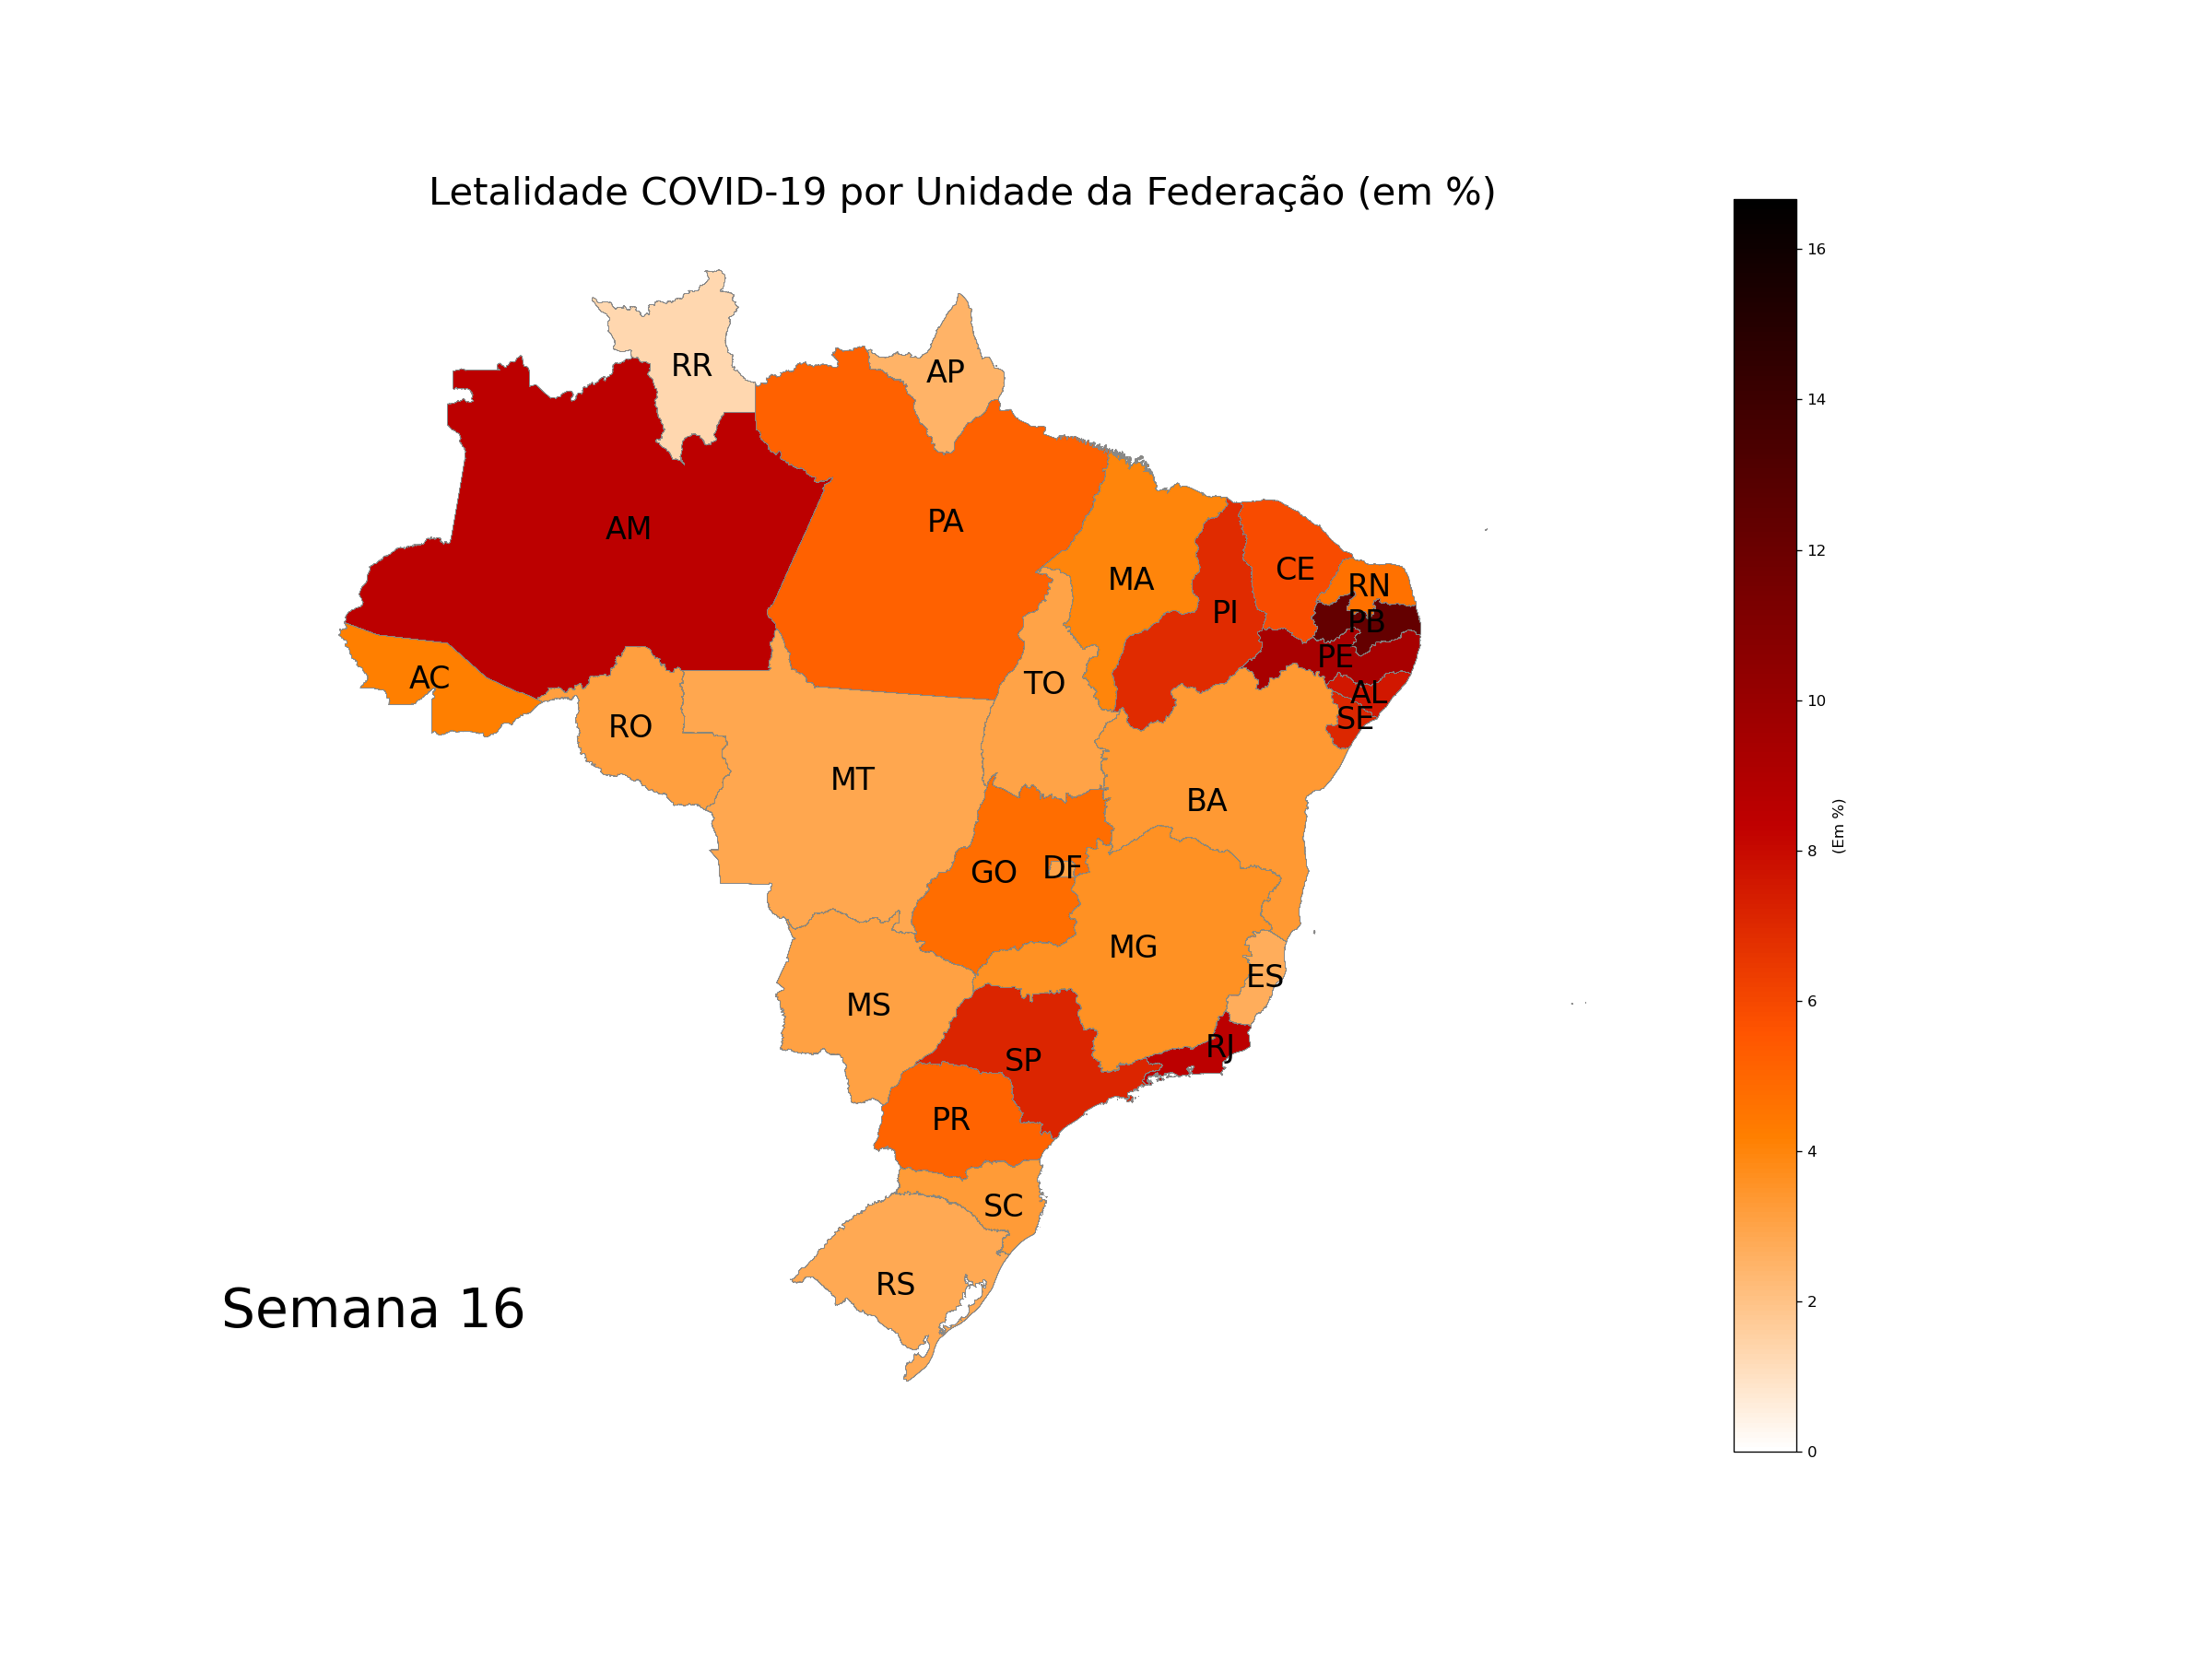 Letalidade COVID-19 por Unidade da Federação (em %)
RR
AP
AM
PA
MA
CE
RN
PI
PB
PE
AC
TO
AL
SE
RO
MT
BA
GO
DF
MG
ES
MS
RJ
SP
PR
SC
RS
Semana 16
16
14
12
10
8
6
4
2
0
(Em %)